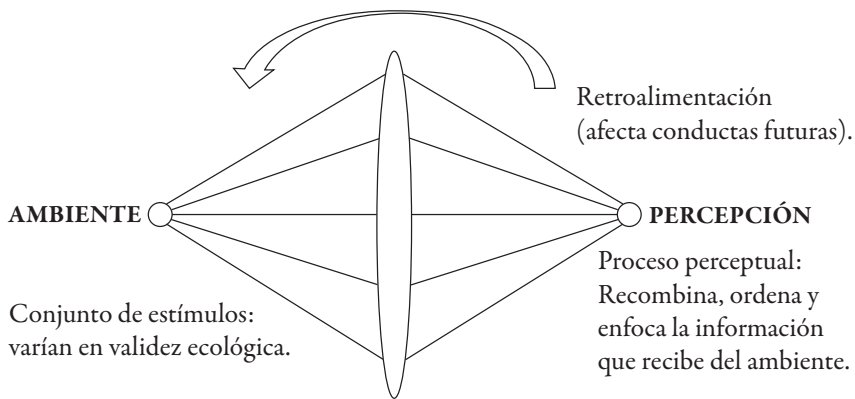 Retroalimentación
(afecta conductas futuras).
AMBIENTE
PERCEPCIÓN
Conjunto de estímulos:
varían en validez ecológica.
Proceso perceptual:
Recombina, ordena y
enfoca la información
que recibe del ambiente.